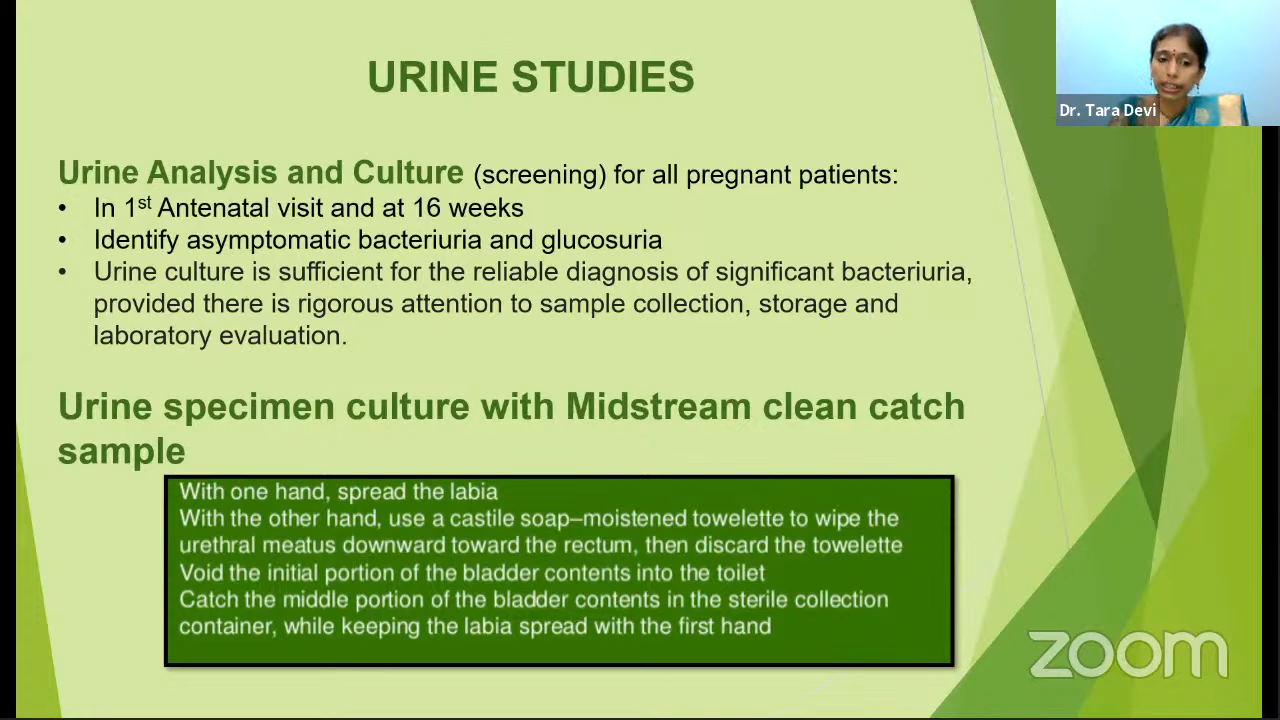 URINE STUDIES
Dr. Tara Devi
Urine Analysis and Culture (screening) for all pregnant patients:
• In 1st Antenatal visit and at 16 weeks
• Identify asymptomatic bacteriuria and glucosuria
• Urine culture is sufficient for the reliable diagnosis of significant bacteriuria,
provided there is rigorous attention to sample collection, storage and
laboratory evaluation.
Urine specimen culture with Midstream clean catch
sample
With one hand, spread the labia
With the other hand, use a castile soap–moistened towelette to wipe the
urethral meatus downward toward the rectum, then discard the towelette
Void the initial portion of the bladder contents into the toilet
Catch the middle portion of the bladder contents in the sterile collection
container, while keeping the labia spread with the first hand
zoom